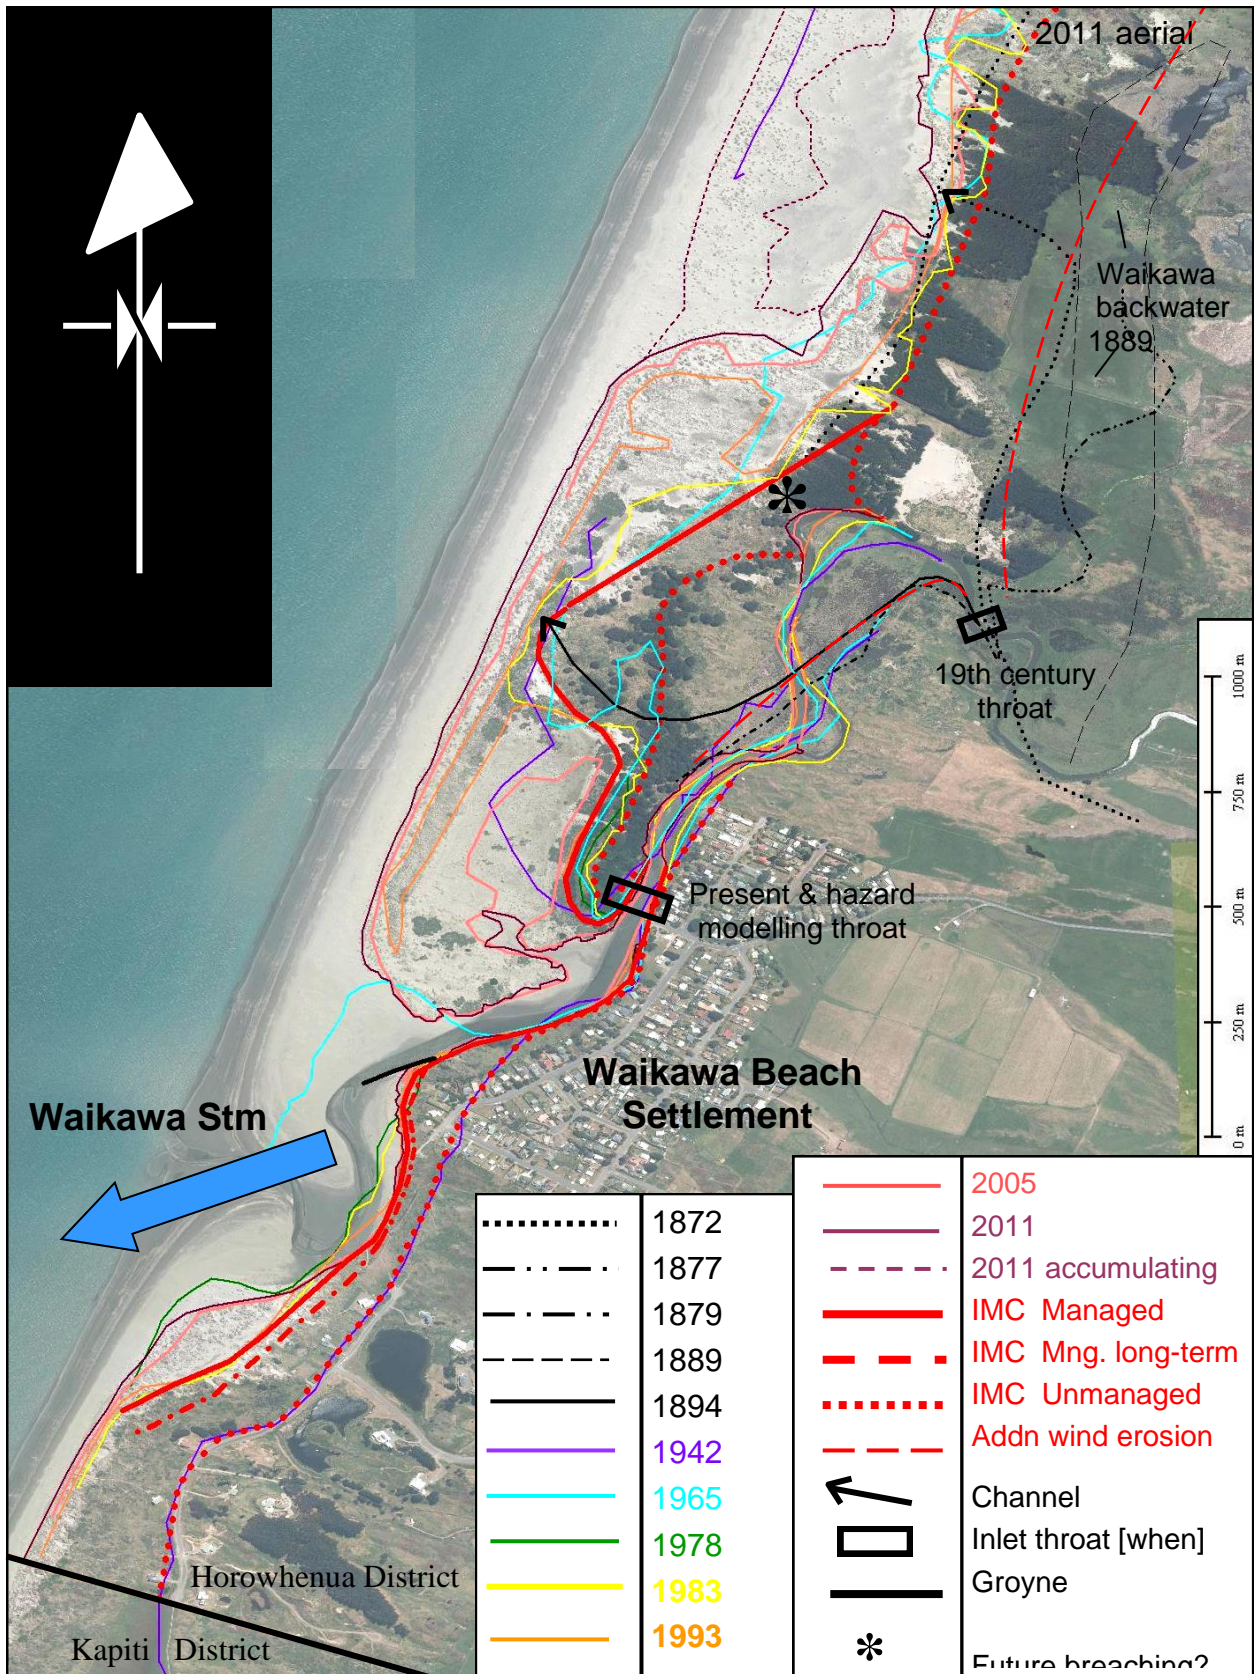 2011 aerial
Waikawa
backwater
1889
19th century
throat
1000 m
750 m
500 m
250 m
0 m
Present & hazard
modelling throat
Waikawa Beach
Settlement
Waikawa Stm
Horowhenua District
Kapiti District
1872
1877
1879
1889
1894
1942
1965
1978
1983
1993
2005
2011
2011 accumulating
IMC Managed
IMC Mng. long-term
IMC Unmanaged
Addn wind erosion
Channel
Inlet throat [when]
Groyne
Future breaching?